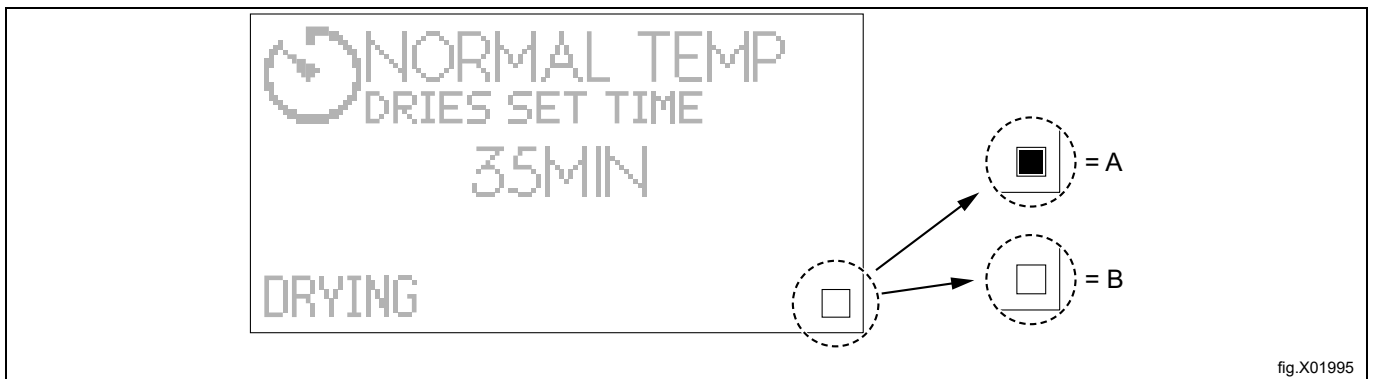 NORMAL TEMP
DRIES SET TIME
35MIN
DRYING
= A
= B
fig.X01995